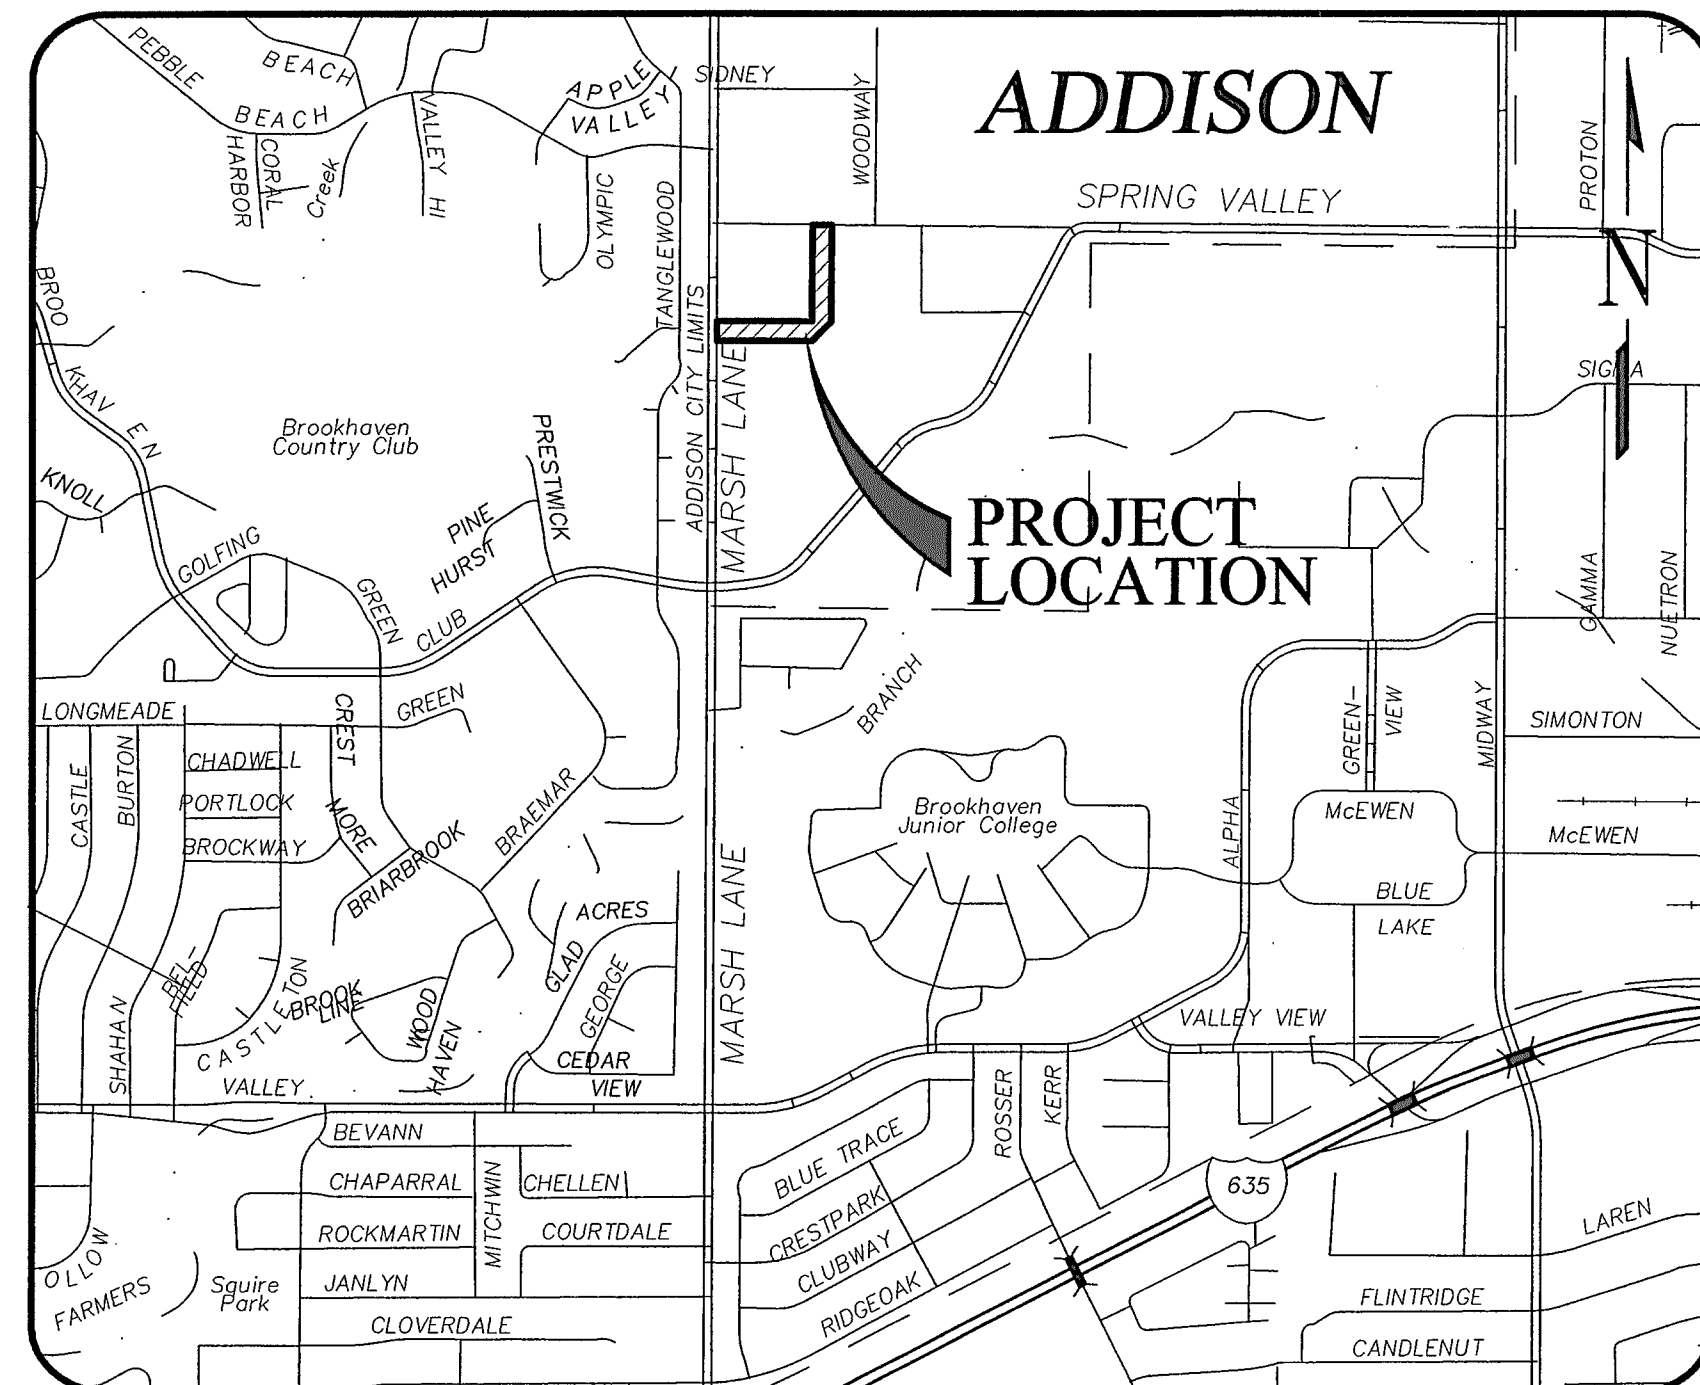 PEBBLE
BEACH
BEACH
CORAL
HARBOR
Creek
VALLEY HI
APPLE
VALLEY
OLYMPIC
TANGLEWOOD
SIDNEY
WOODWAY
ADDISON
SPRING VALLEY
PROTON
N
BROO
KHAV
EN
KNOLL
Brookhaven
Country Club
ADDISON CITY LIMITS
MARSH LANE
PRESTWICK
PINE
HURST
GOLFING
GREEN
CLUB
PROJECT
LOCATION
SIGMA
GAMMA
NUETRON
LONGMEADE
CREST
GREEN
CASTLE
BURTON
CHADWELL
PORTLOCK
BROCKWAY
MORE
BRIARBROOK
BRAEMAR
BRANCH
Brookhaven
Junior College
ALPHA
GREEN-
VIEW
MIDWAY
SIMONTON
McEWEN
McEWEN
BLUE
LAKE
MARSH LANE
ACRES
GLAD
GEORGE
BEL-
FIELD
CASTLETON
BROOK
LINE
WOOD
HAVEN
SHAHAN
CEDAR
VALLEY
VIEW
VALLEY VIEW
BEVANN
CHAPARRAL
ROCKMARTIN
JANLYN
CLOVERDALE
MITCHWIN
CHELLEN
COURTDALE
Squire
Park
OLLOW
FARMERS
BLUE TRACE
CRESTPARK
CLUBWAY
RIDGEOAK
ROSSER
KERR
635
LAREN
FLINTRIDGE
CANDLENUT